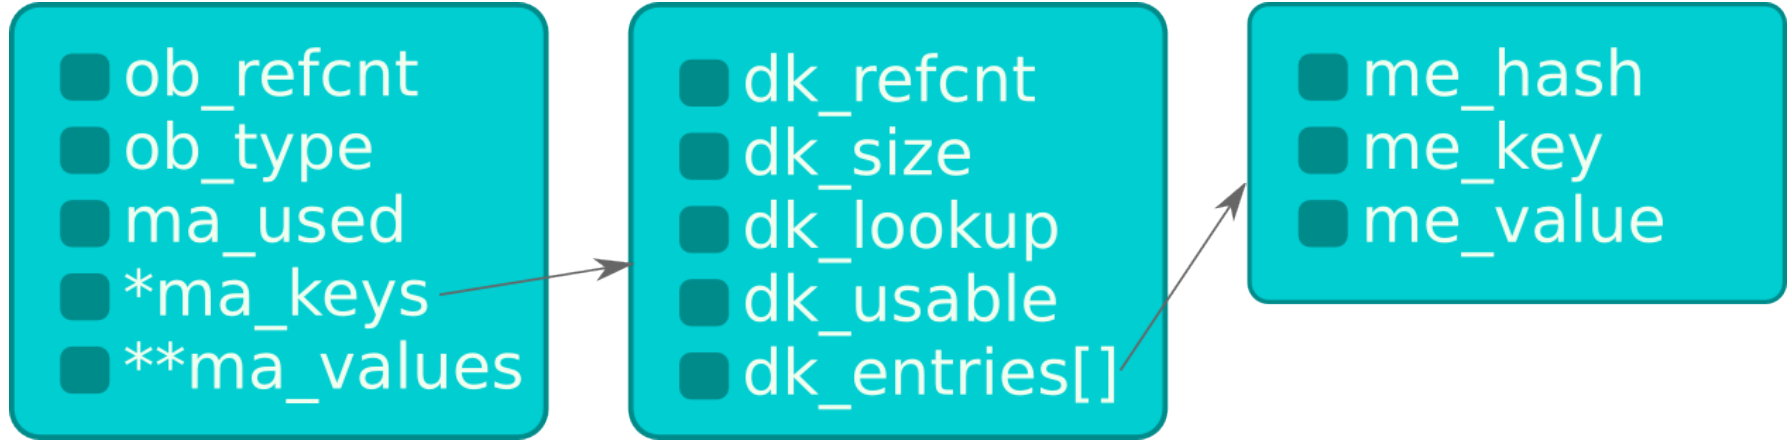 ob_refcnt
ob_type
ma_used
*ma_keys
**ma_values
dk_refcnt
dk_size
dk_lookup
dk_usable
dk_entries[]
me_hash
me_key
me_value